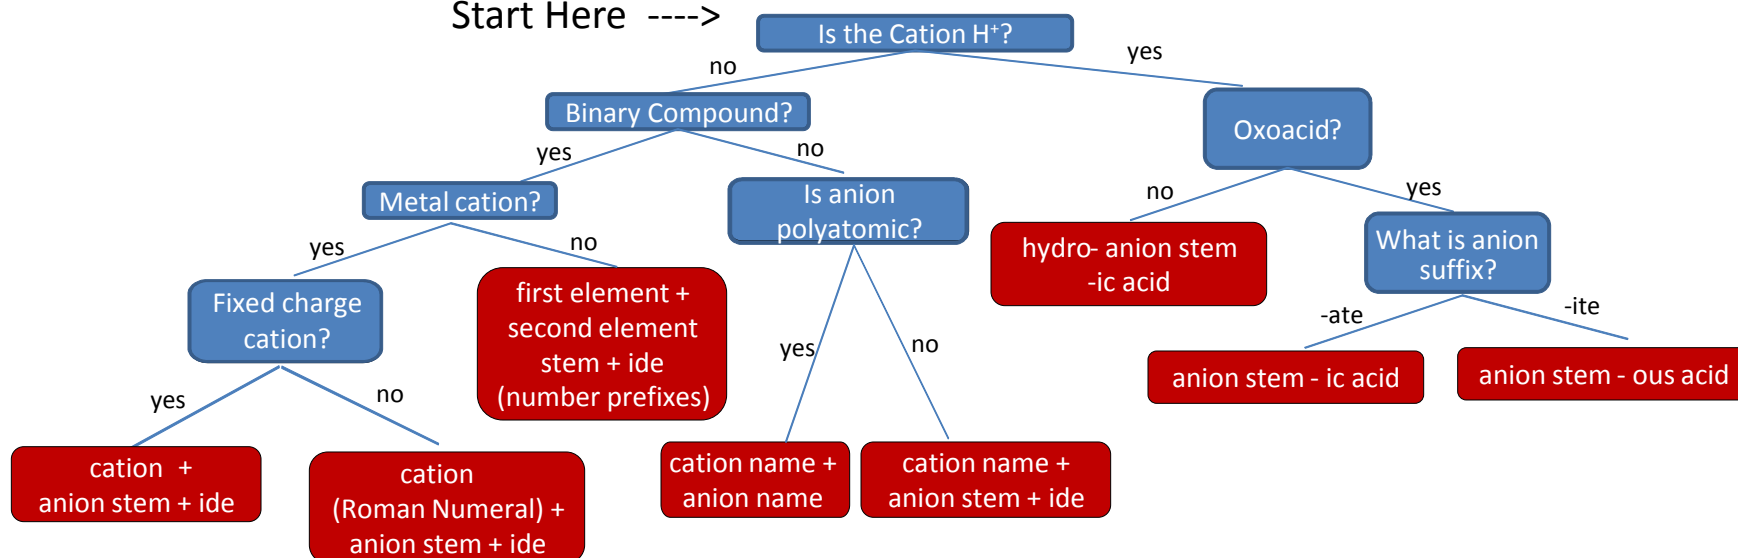 Start Here ---->
Is the Cation H⁺?
no
yes
Binary Compound?
Oxoacid?
yes
no
no
yes
Metal cation?
Is anion
polyatomic?
hydro- anion stem
-ic acid
What is anion
suffix?
yes
no
Fixed charge
cation?
first element +
second element
stem + ide
(number prefixes)
yes
no
-ate
-ite
anion stem - ic acid
anion stem - ous acid
yes
no
cation +
anion stem + ide
cation
(Roman Numeral) +
anion stem + ide
cation name +
anion name
cation name +
anion stem + ide